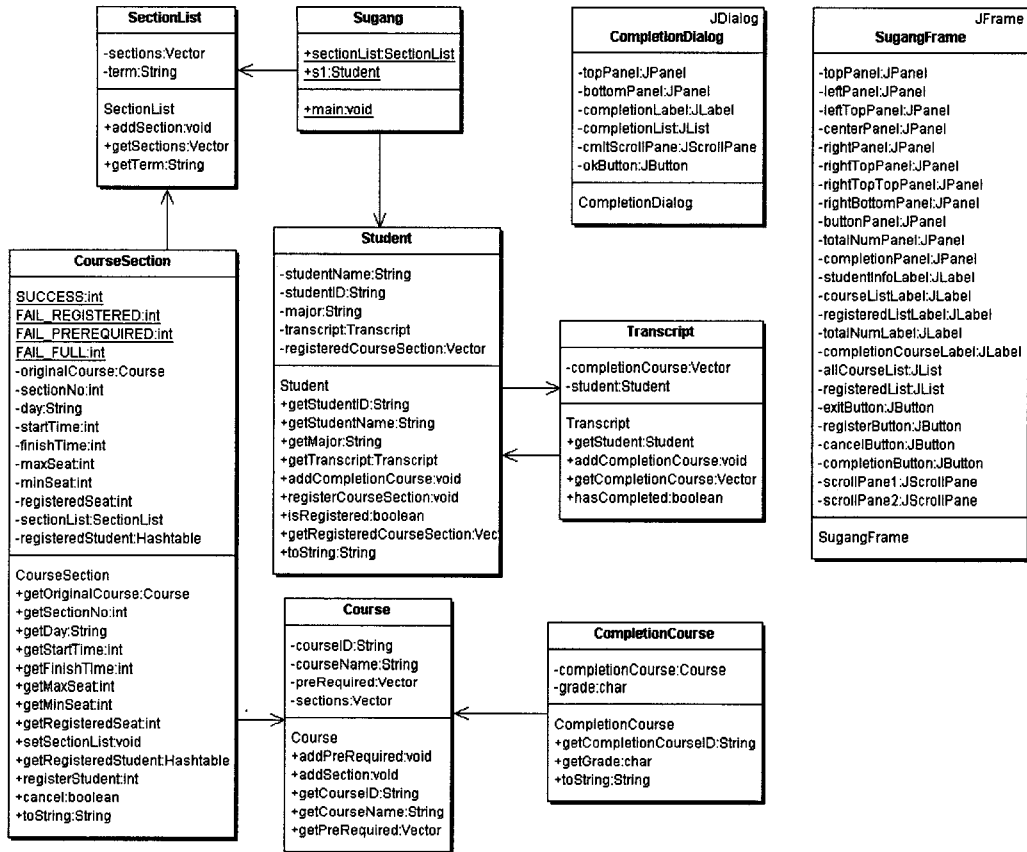 SectionList
-sections:Vector
-term:String
SectionList
+addSection:void
+getSections:Vector
+getTerm:String
Sugang
+sectionList:SectionList
+s1:Student
+main:void
JDialog
CompletionDialog
-topPanel:JPanel
-bottomPanel:JPanel
-completionLabel:JLabel
-completionList:JList
-cmltScrollPane:JScrollPane
-okButton:JButton
CompletionDialog
JFrame
SugangFrame
-topPanel:JPanel
-leftPanel:JPanel
-leftTopPanel:JPanel
-centerPanel:JPanel
-rightPanel:JPanel
-rightTopPanel:JPanel
-rightTopTopPanel:JPanel
-rightBottomPanel:JPanel
-buttonPanel:JPanel
-totalNumPanel:JPanel
-completionPanel:JPanel
-studentInfoLabel:JLabel
-courseListLabel:JLabel
-registeredListLabel:JLabel
-totalNumLabel:JLabel
-completionCourseLabel:JLabel
-allCourseList:JList
-registeredList:JList
-exitButton:JButton
-registerButton:JButton
-cancelButton:JButton
-completionButton:JButton
-scrollPane1:JScrollPane
-scrollPane2:JScrollPane
SugangFrame
CourseSection
SUCCESS:int
FAIL_REGISTERED:int
FAIL_PREREQUIRED:int
FAIL_FULL:int
-originalCourse:Course
-sectionNo:int
-day:String
-startTime:int
-finishTIme:int
-maxSeat:int
-minSeat:int
-registeredSeat:int
-sectionList:SectionList
-registeredStudent:Hashtable
CourseSection
+getOriginalCourse:Course
+getSectionNo:int
+getDay:String
+getStartTime:int
+getFinishTIme:int
+getMaxSeat:int
+getMinSeat:int
+getRegisteredSeat:int
+setSectionList:void
+getRegisteredStudent:Hashtable
+registerStudent:int
+cancel:boolean
+toString:String
Student
-studentName:String
-studentID:String
-major:String
-transcript:Transcript
-registeredCourseSection:Vector
Student
+getStudentID:String
+getStudentName:String
+getMajor:String
+getTranscript:Transcript
+addCompletionCourse:void
+registerCourseSection:void
+isRegistered:boolean
+getRegisteredCourseSection:Vec
+toString:String
Transcript
-completionCourse:Vector
-student:Student
Transcript
+getStudent:Student
+addCompletionCourse:void
+getCompletionCourse:Vector
+hasCompleted:boolean
Course
-courseID:String
-courseName:String
-preRequired:Vector
-sections:Vector
Course
+addPreRequired:void
+addSection:void
+getCourseID:String
+getCourseName:String
+getPreRequired:Vector
CompletionCourse
-completionCourse:Course
-grade:char
CompletionCourse
+getCompletionCourseID:String
+getGrade:char
+toString:String